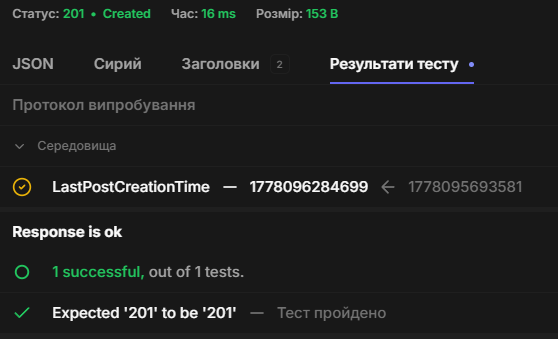 Статус: 201 • Created Час: 16 ms Розмір: 153 B
JSON Сирий Заголовки 2 Результати тесту
Протокол випробування
Середовища
LastPostCreationTime — 1778096284699 ← 1778095693581
Response is ok
1 successful, out of 1 tests.
Expected '201' to be '201' — Тест пройдено